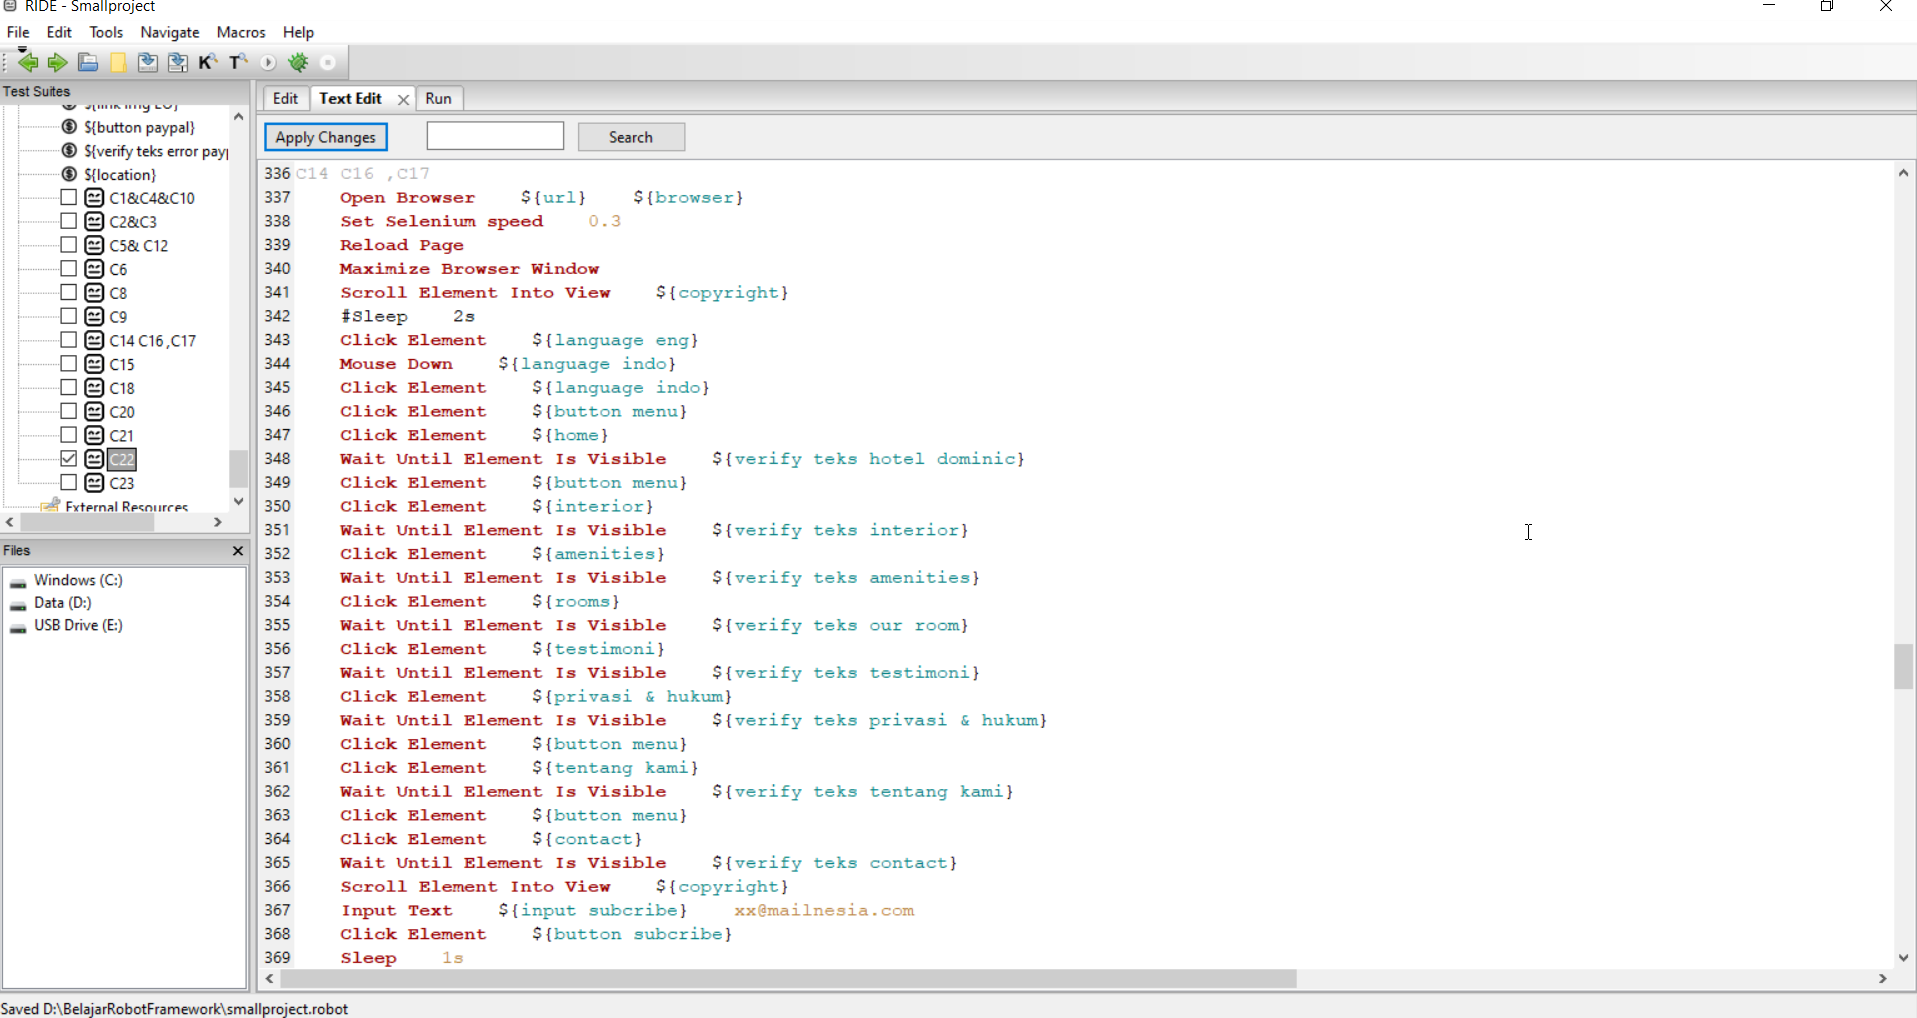 RIDE - Smallproject
File Edit Tools Navigate Macros Help
Test Suites
${link img LO}
${button paypal}
${verify teks error payp
${location}
C1&C4&C10
C2&C3
C5& C12
C6
C8
C9
C14 C16 ,C17
C15
C18
C20
C21
C22
C23
External Resources
Files
Windows (C:)
Data (D:)
USB Drive (E:)
Edit Text Edit Run
Apply Changes Search
336 C14 C16 ,C17
337 Open Browser ${url} ${browser}
338 Set Selenium speed 0.3
339 Reload Page
340 Maximize Browser Window
341 Scroll Element Into View ${copyright}
342 #Sleep 2s
343 Click Element ${language eng}
344 Mouse Down ${language indo}
345 Click Element ${language indo}
346 Click Element ${button menu}
347 Click Element ${home}
348 Wait Until Element Is Visible ${verify teks hotel dominic}
349 Click Element ${button menu}
350 Click Element ${interior}
351 Wait Until Element Is Visible ${verify teks interior}
352 Click Element ${amenities}
353 Wait Until Element Is Visible ${verify teks amenities}
354 Click Element ${rooms}
355 Wait Until Element Is Visible ${verify teks our room}
356 Click Element ${testimoni}
357 Wait Until Element Is Visible ${verify teks testimoni}
358 Click Element ${privasi & hukum}
359 Wait Until Element Is Visible ${verify teks privasi & hukum}
360 Click Element ${button menu}
361 Click Element ${tentang kami}
362 Wait Until Element Is Visible ${verify teks tentang kami}
363 Click Element ${button menu}
364 Click Element ${contact}
365 Wait Until Element Is Visible ${verify teks contact}
366 Scroll Element Into View ${copyright}
367 Input Text ${input subcribe} xx@mailnesia.com
368 Click Element ${button subcribe}
369 Sleep 1s
Saved D:\BelajarRobotFramework\smallproject.robot